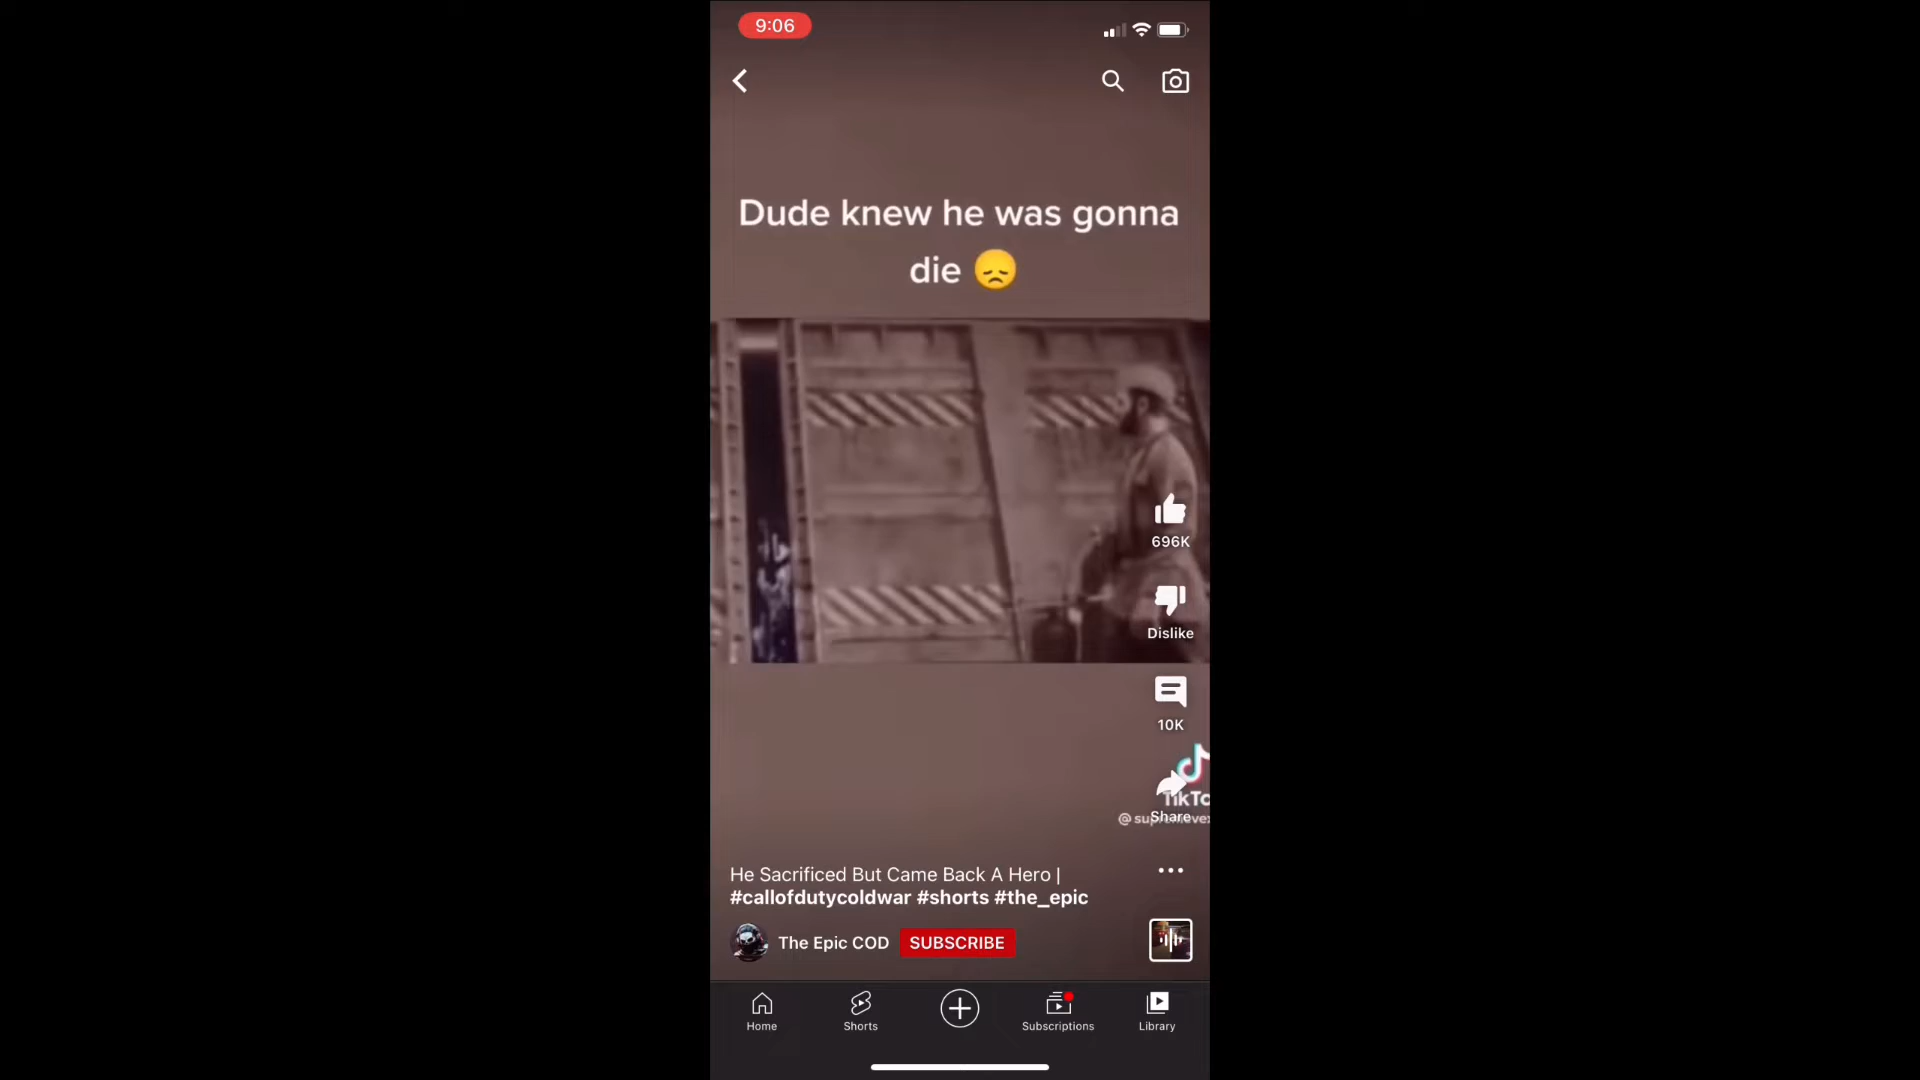 9:06
Dude knew he was gonna
die 😞
696K
Dislike
10K
Share
He Sacrificed But Came Back A Hero |
#callofdutycoldwar #shorts #the_epic
The Epic COD SUBSCRIBE
Home Shorts Subscriptions Library